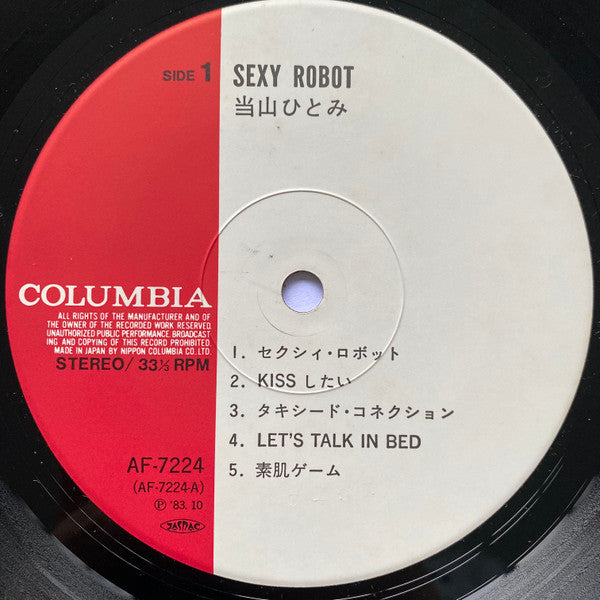 SIDE 1
SEXY ROBOT
当山ひとみ
COLUMBIA
ALL RIGHTS OF THE MANUFACTURER AND OF
THE OWNER OF THE RECORDED WORK RESERVED.
UNAUTHORIZED PUBLIC PERFORMANCE BROADCAST-
ING AND COPYING OF THIS RECORD PROHIBITED.
MADE IN JAPAN BY NIPPON COLUMBIA CO. LTD.
STEREO/33⅓ RPM
1. セクシィ・ロボット
2. KISS したい
3. タキシード・コネクション
4. LET'S TALK IN BED
5. 素肌ゲーム
AF-7224
(AF-7224-A)
Ⓟ '83. 10
JASRAC